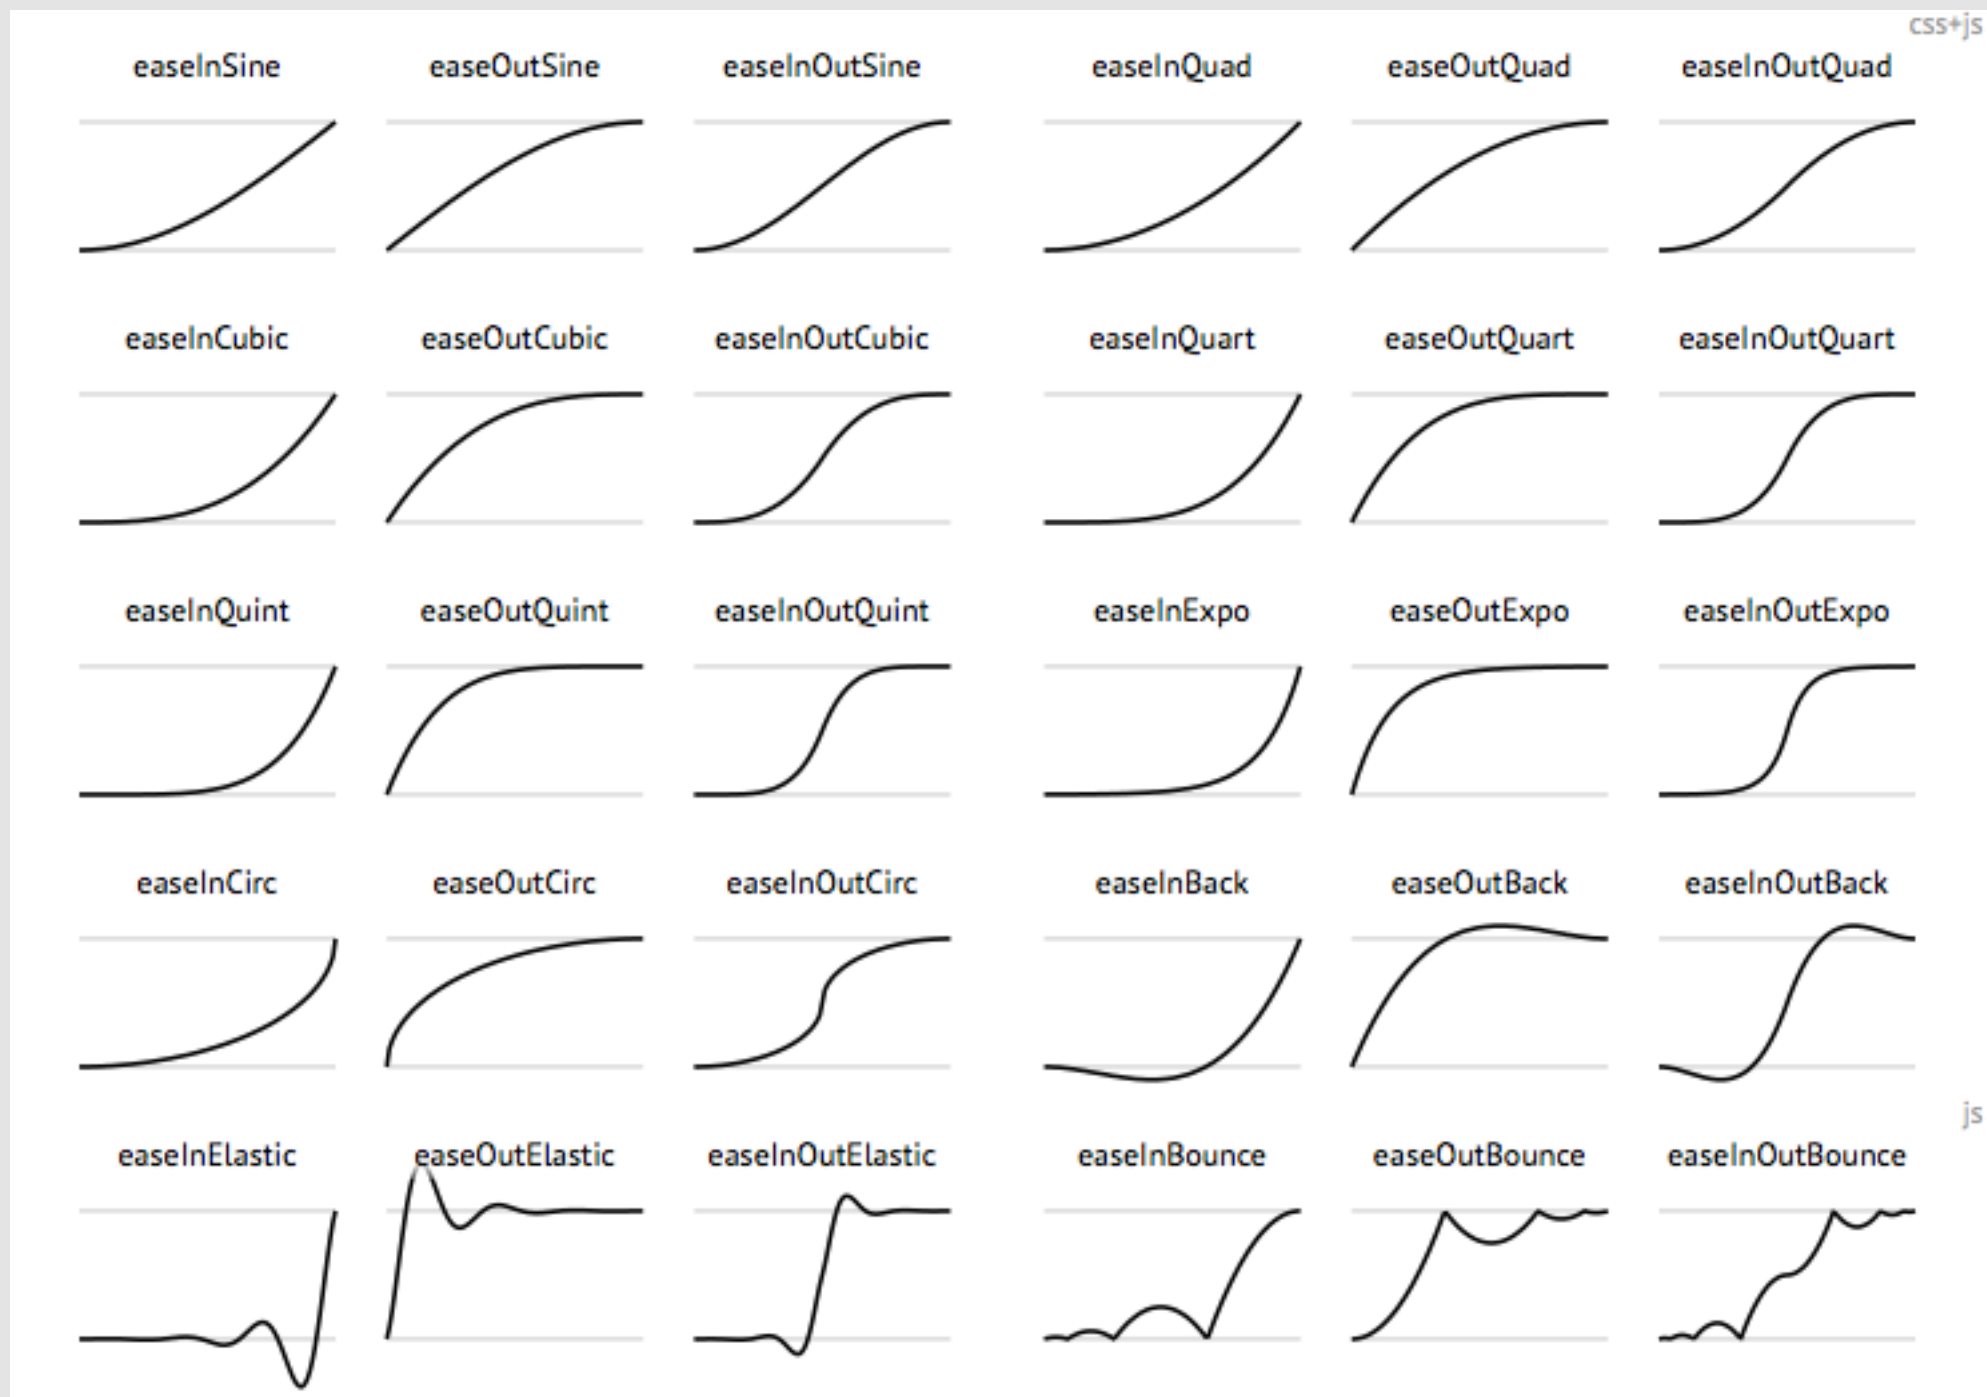 css+js
easeInSine easeOutSine easeInOutSine easeInQuad easeOutQuad easeInOutQuad
easeInCubic easeOutCubic easeInOutCubic easeInQuart easeOutQuart easeInOutQuart
easeInQuint easeOutQuint easeInOutQuint easeInExpo easeOutExpo easeInOutExpo
easeInCirc easeOutCirc easeInOutCirc easeInBack easeOutBack easeInOutBack
js
easeInElastic easeOutElastic easeInOutElastic easeInBounce easeOutBounce easeInOutBounce